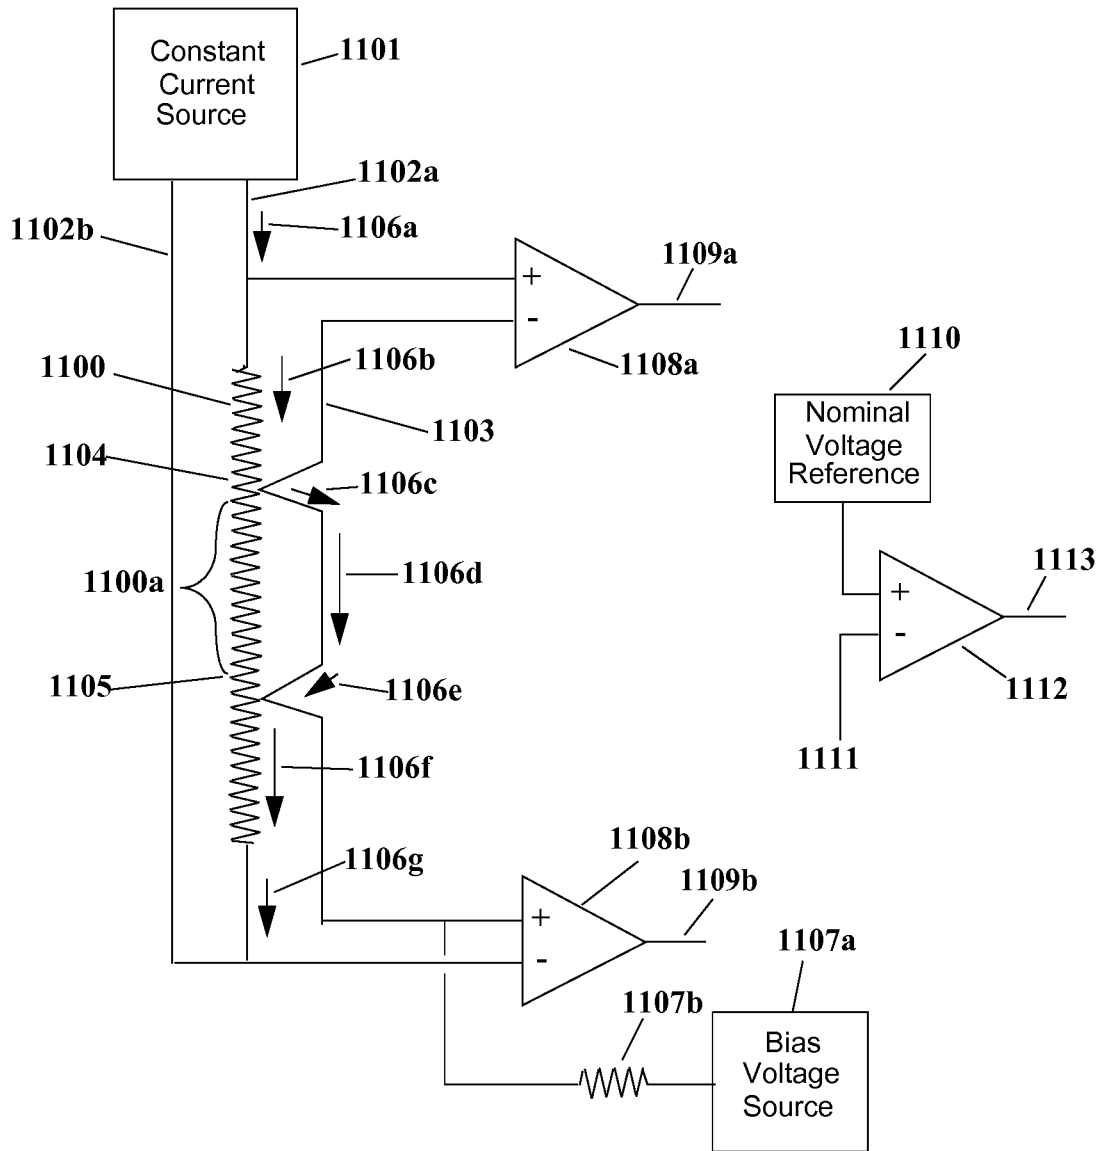 Constant
Current
Source
1101
1102a
1102b
1106a
1109a
+
-
1108a
1110
1100
1106b
Nominal
Voltage
Reference
1103
1104
1106c
1100a
1106d
1113
+
-
1105
1106e
1112
1111
1106f
1108b
1106g
1109b
+
-
1107a
1107b
Bias
Voltage
Source